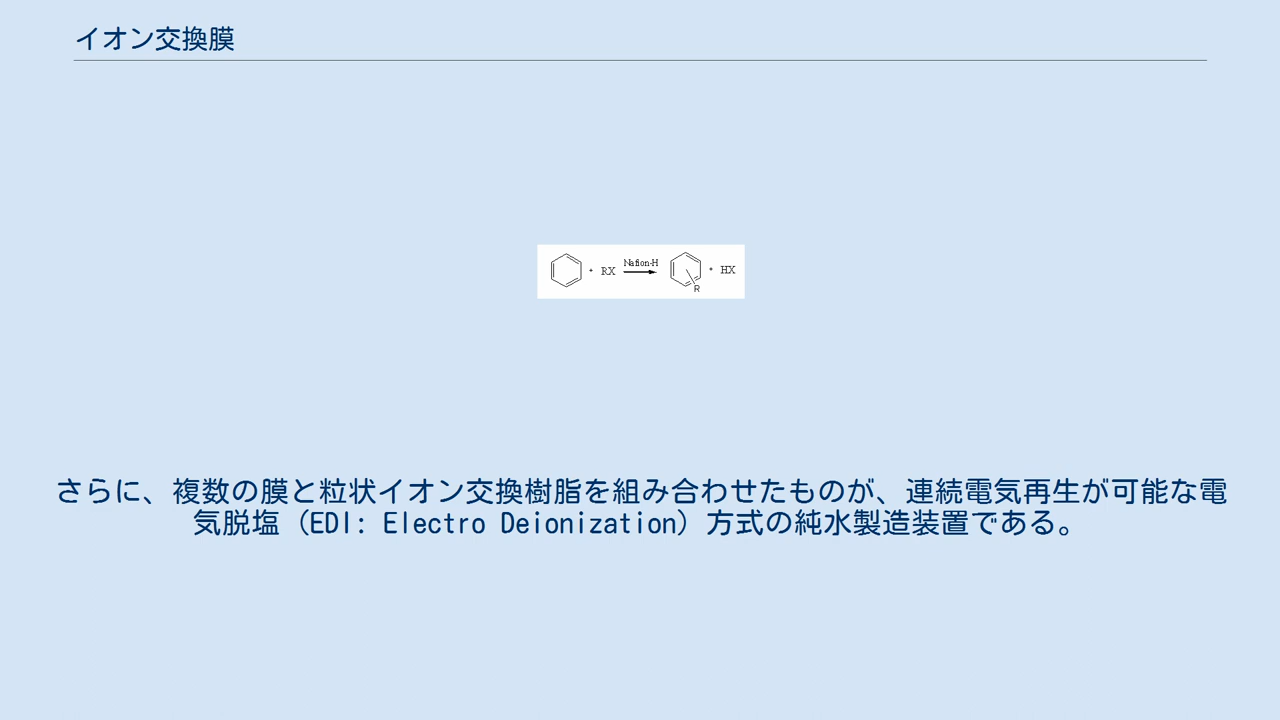 イオン交換膜
+ RX Nafion-H + HX
R
さらに、複数の膜と粒状イオン交換樹脂を組み合わせたものが、連続電気再生が可能な電
気脱塩（EDI: Electro Deionization）方式の純水製造装置である。